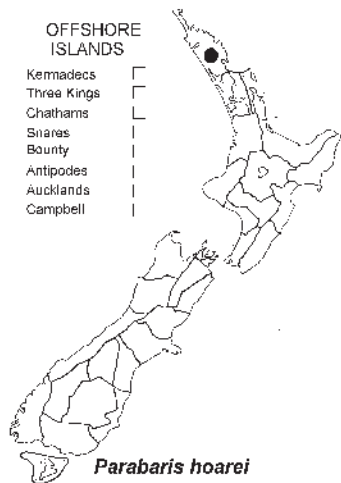 OFFSHORE
ISLANDS
Kermadecs
Three Kings
Chathams
Snares
Bounty
Antipodes
Aucklands
Campbell
Parabaris hoarei